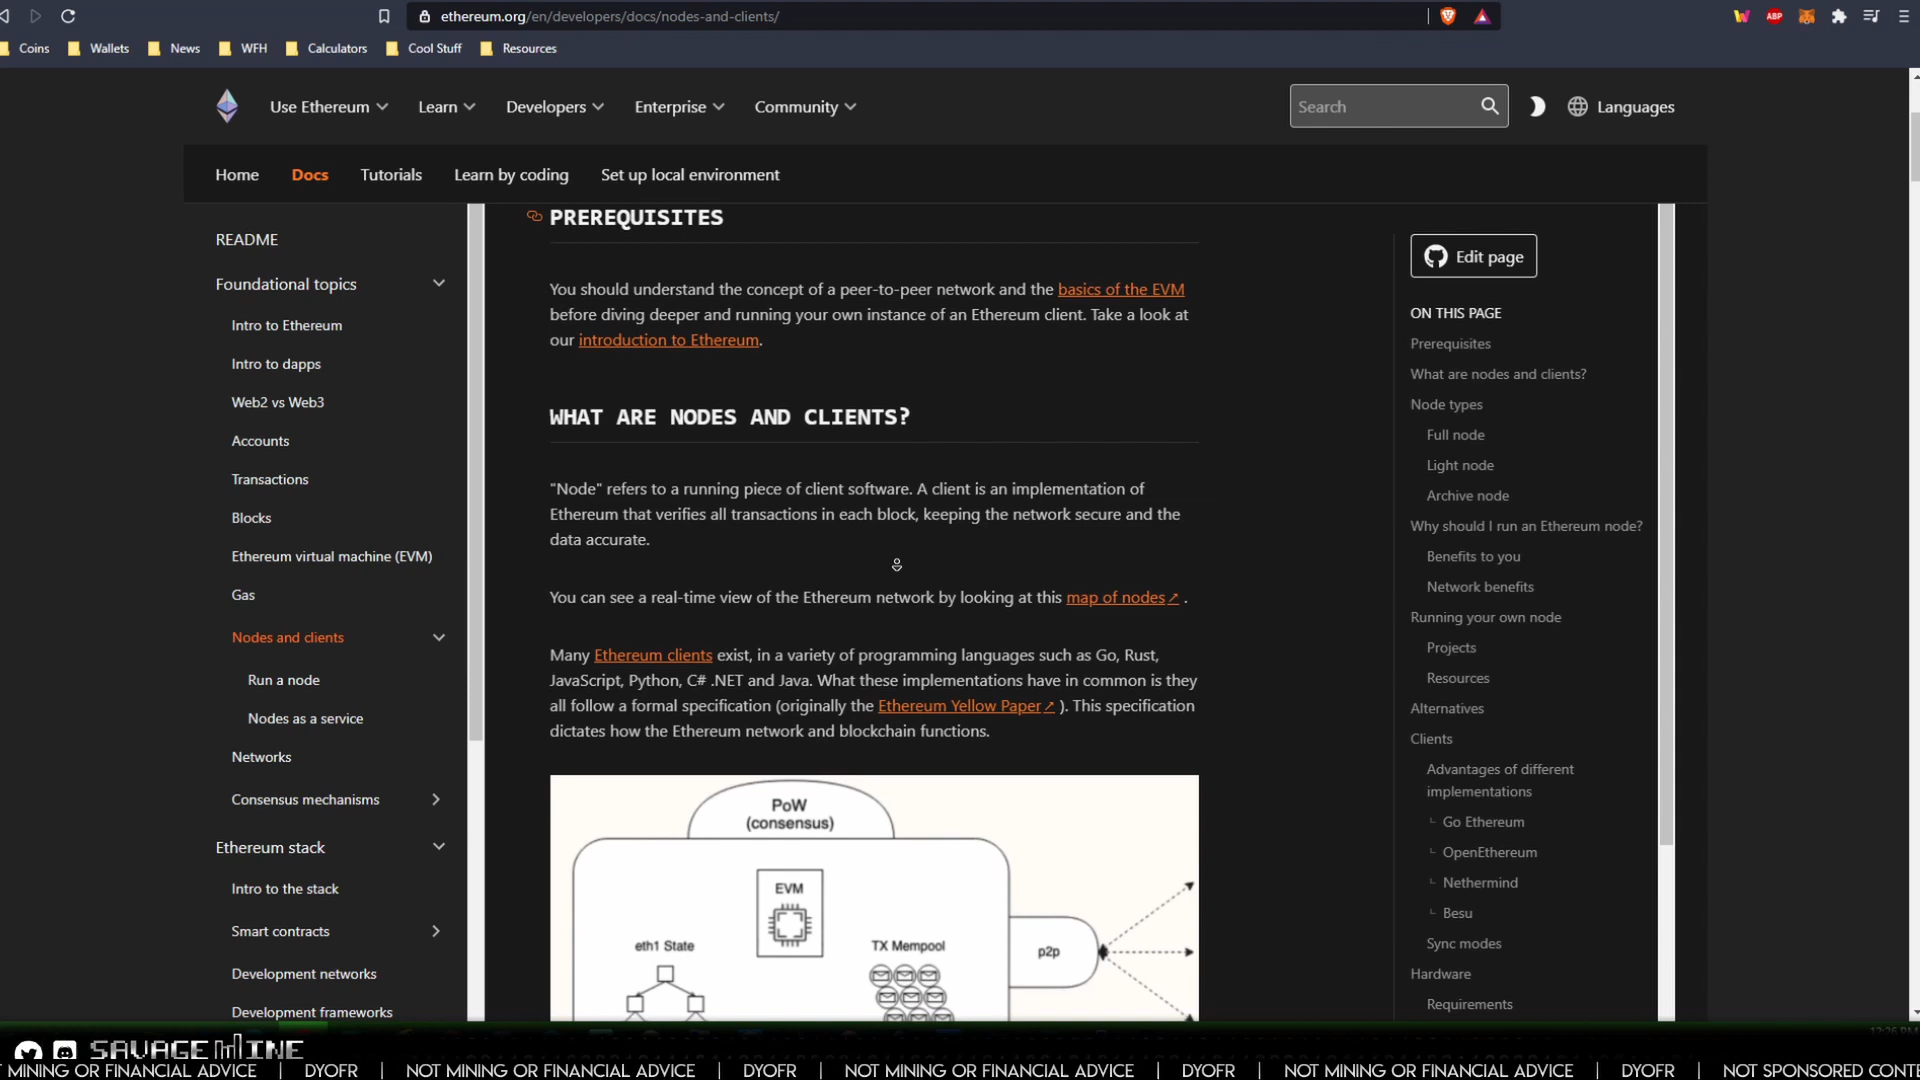 ethereum.org/en/developers/docs/nodes-and-clients/
ABP
Coins
Wallets
News
WFH
Calculators
Cool Stuff
Resources
Use Ethereum
Learn
Developers
Enterprise
Community
Search
Languages
Home
Docs
Tutorials
Learn by coding
Set up local environment
README
Foundational topics
Intro to Ethereum
Intro to dapps
Web2 vs Web3
Accounts
Transactions
Blocks
Ethereum virtual machine (EVM)
Gas
Nodes and clients
Run a node
Nodes as a service
Networks
Consensus mechanisms
Ethereum stack
Intro to the stack
Smart contracts
Development networks
Development frameworks
PREREQUISITES
You should understand the concept of a peer-to-peer network and the basics of the EVM
before diving deeper and running your own instance of an Ethereum client. Take a look at
our introduction to Ethereum.
WHAT ARE NODES AND CLIENTS?
"Node" refers to a running piece of client software. A client is an implementation of
Ethereum that verifies all transactions in each block, keeping the network secure and the
data accurate.
You can see a real-time view of the Ethereum network by looking at this map of nodes↗ .
Many Ethereum clients exist, in a variety of programming languages such as Go, Rust,
JavaScript, Python, C# .NET and Java. What these implementations have in common is they
all follow a formal specification (originally the Ethereum Yellow Paper↗ ). This specification
dictates how the Ethereum network and blockchain functions.
PoW
(consensus)
EVM
eth1 State
TX Mempool
p2p
Edit page
ON THIS PAGE
Prerequisites
What are nodes and clients?
Node types
Full node
Light node
Archive node
Why should I run an Ethereum node?
Benefits to you
Network benefits
Running your own node
Projects
Resources
Alternatives
Clients
Advantages of different
implementations
Go Ethereum
OpenEthereum
Nethermind
Besu
Sync modes
Hardware
Requirements
SAVAGE MINE
T MINING OR FINANCIAL ADVICE | DYOFR | NOT MINING OR FINANCIAL ADVICE | DYOFR | NOT MINING OR FINANCIAL ADVICE | DYOFR | NOT MINING OR FINANCIAL ADVICE | DYOFR | NOT SPONSORED CONTE